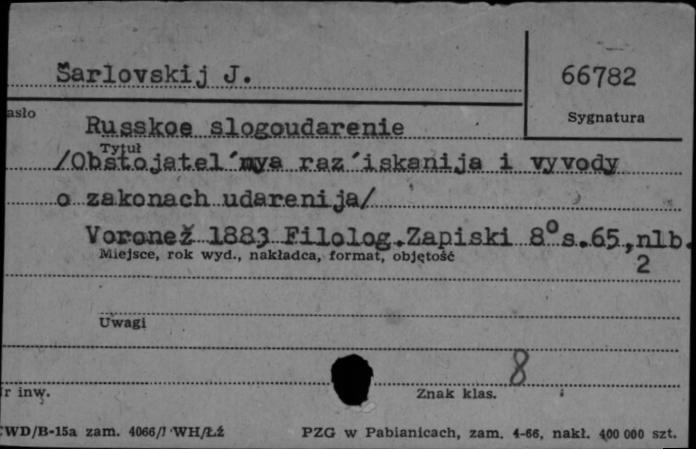 Šarlovskij J.
66782
asło
Sygnatura
Russkoe slogoudarenie
Tytuł
/Obstojatel´nya raz´iskanija i vyvody
o zakonach udarenija/
Voronež 1883 Filolog.Zapiski 8° s.65,nlb.
2
Miejsce, rok wyd., nakładca, format, objętość
Uwagi
8
r inw.
Znak klas.
CWD/B-15a zam. 4066/ WH/Łź
PZG w Pabianicach, zam. 4-66, nakł. 400 000 szt.